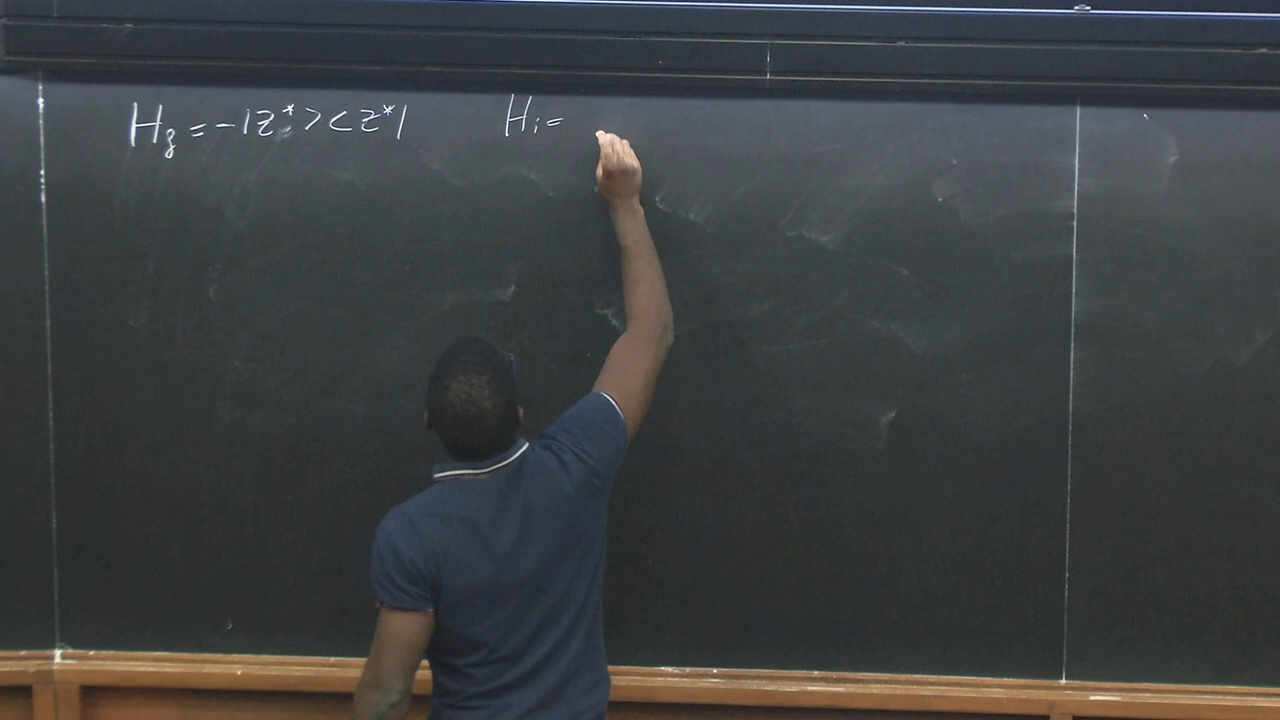 H_g = -|z*><z*| H_i =